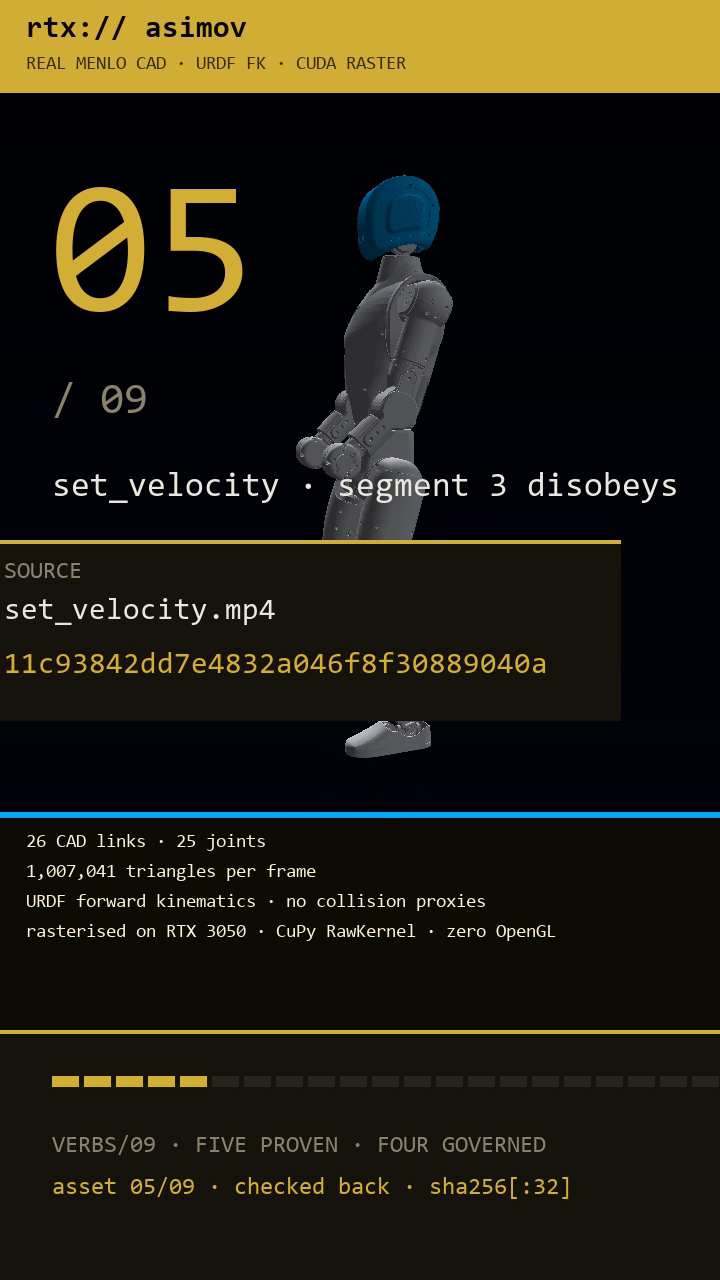 rtx:// asimov
REAL MENLO CAD · URDF FK · CUDA RASTER
05
/ 09
set_velocity · segment 3 disobeys
SOURCE
set_velocity.mp4
11c93842dd7e4832a046f8f30889040a
26 CAD links · 25 joints
1,007,041 triangles per frame
URDF forward kinematics · no collision proxies
rasterised on RTX 3050 · CuPy RawKernel · zero OpenGL
VERBS/09 · FIVE PROVEN · FOUR GOVERNED
asset 05/09 · checked back · sha256[:32]